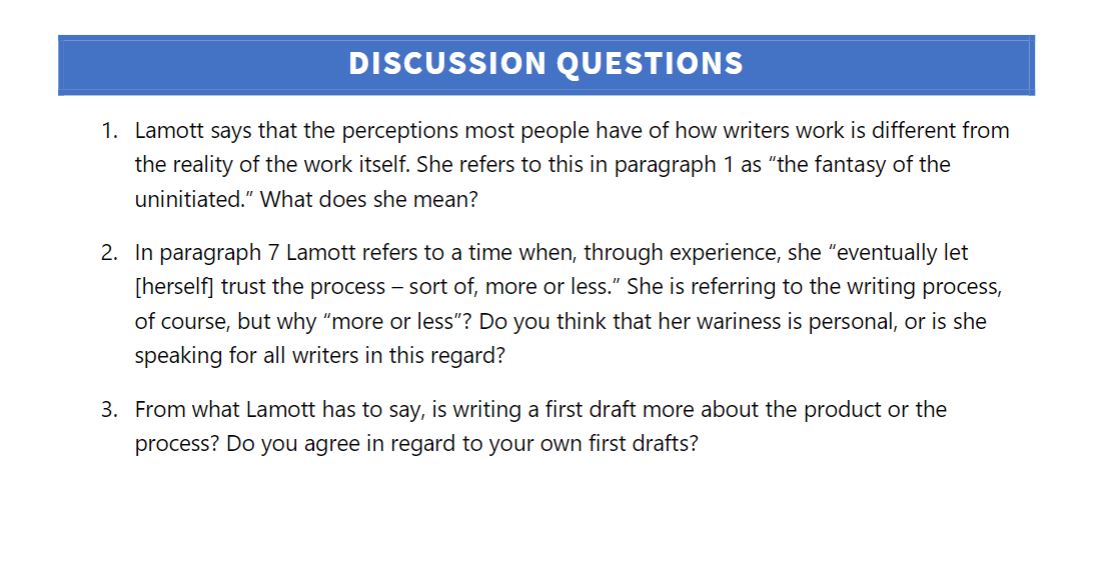 DISCUSSION QUESTIONS
1. Lamott says that the perceptions most people have of how writers work is different from
the reality of the work itself. She refers to this in paragraph 1 as “the fantasy of the
uninitiated.” What does she mean?
2. In paragraph 7 Lamott refers to a time when, through experience, she “eventually let
[herself] trust the process – sort of, more or less.” She is referring to the writing process,
of course, but why “more or less”? Do you think that her wariness is personal, or is she
speaking for all writers in this regard?
3. From what Lamott has to say, is writing a first draft more about the product or the
process? Do you agree in regard to your own first drafts?